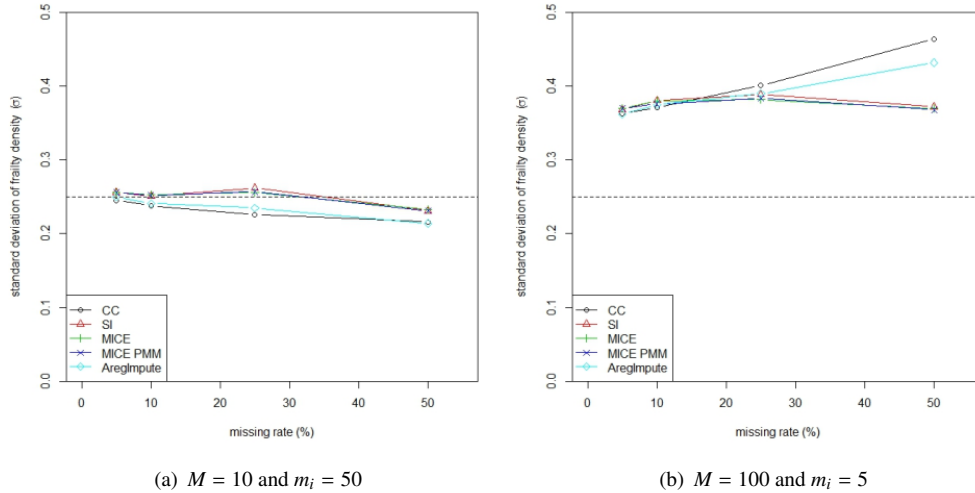 standard deviation of frailty density (σ)
0.5
0.4
0.3
0.2
0.1
0.0
CC
SI
MICE
MICE PMM
AregImpute
0 10 20 30 40 50
missing rate (%)
(a) M = 10 and mᵢ = 50
standard deviation of frailty density (σ)
0.5
0.4
0.3
0.2
0.1
0.0
CC
SI
MICE
MICE PMM
AregImpute
0 10 20 30 40 50
missing rate (%)
(b) M = 100 and mᵢ = 5